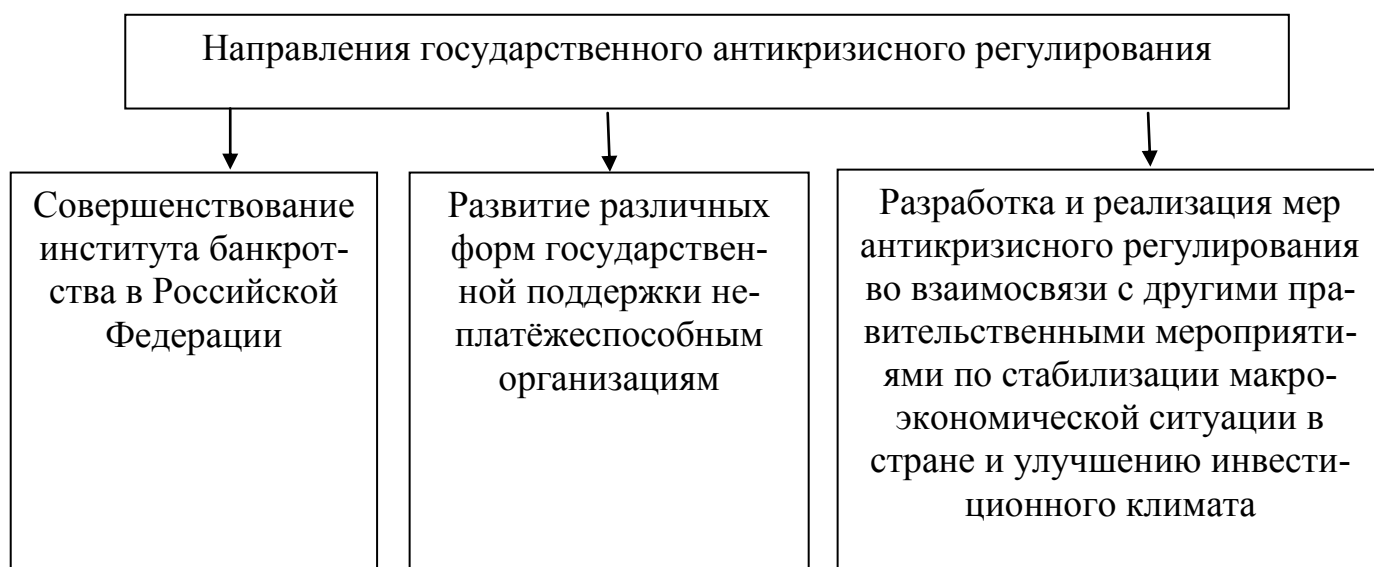 Направления государственного антикризисного регулирования
Совершенствование
института банкрот-
ства в Российской
Федерации
Развитие различных
форм государствен-
ной поддержки не-
платёжеспособным
организациям
Разработка и реализация мер
антикризисного регулирования
во взаимосвязи с другими пра-
вительственными мероприяти-
ями по стабилизации макро-
экономической ситуации в
стране и улучшению инвести-
ционного климата